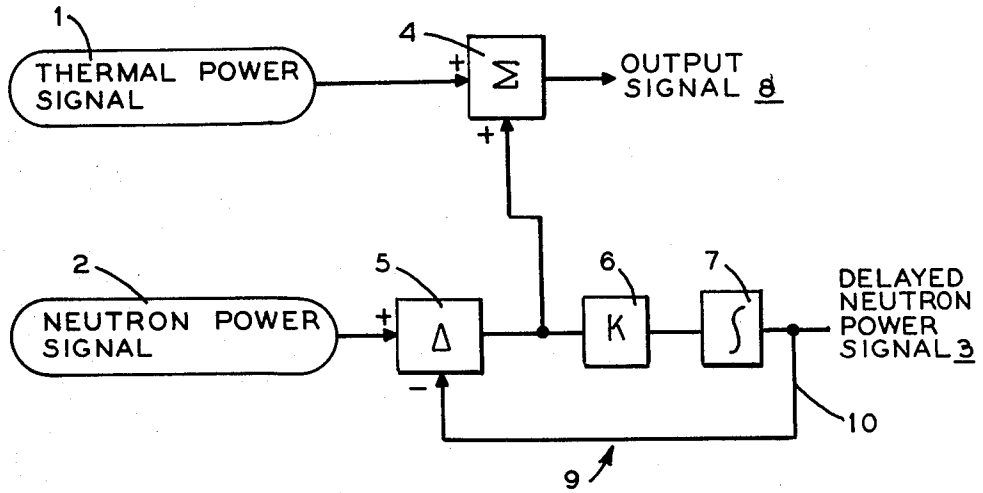 1
THERMAL POWER
SIGNAL
4
+
Σ
+
OUTPUT
SIGNAL 8
2
NEUTRON POWER
SIGNAL
5
+
Δ
−
6
K
7
∫
DELAYED
NEUTRON
POWER
SIGNAL 3
10
9